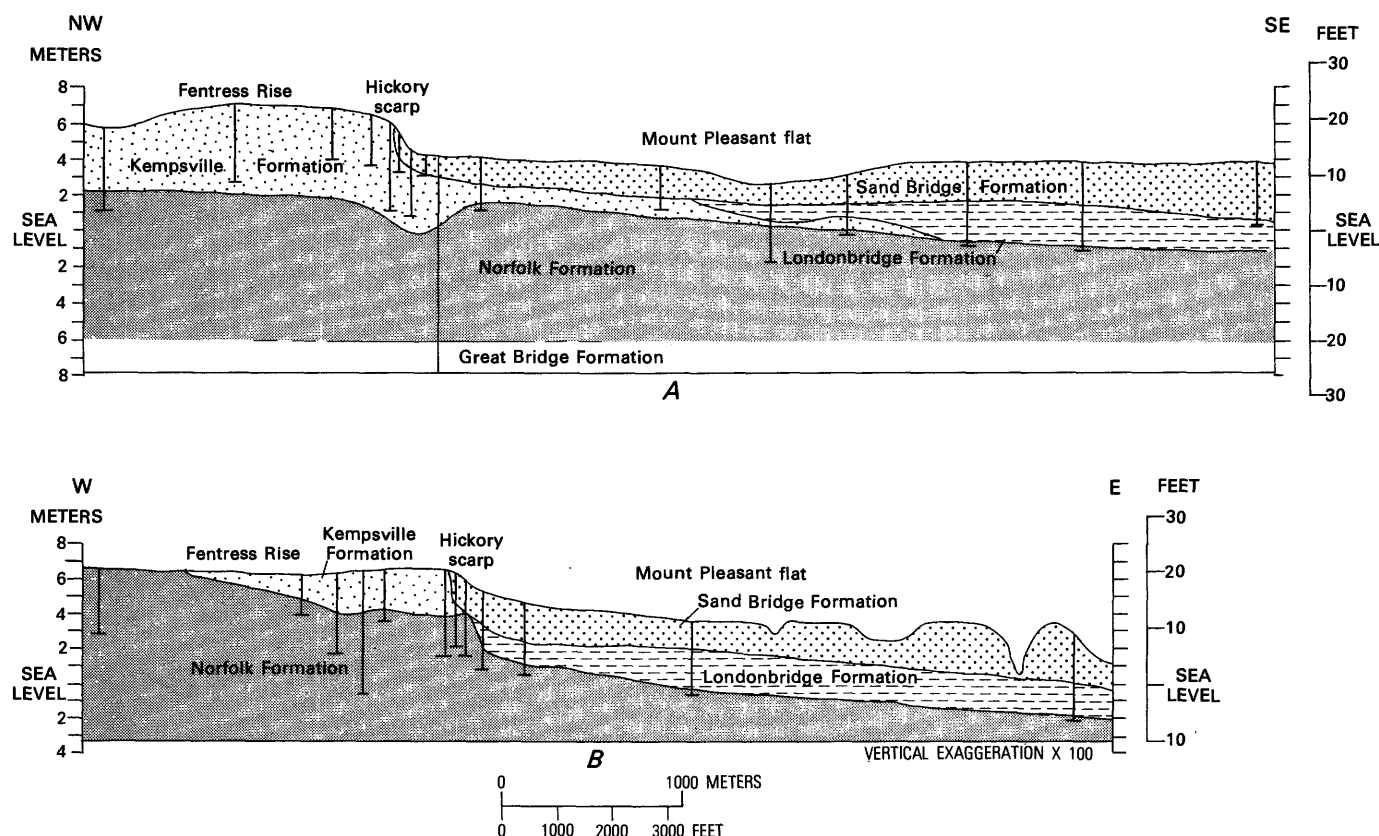 NW
SE
METERS
FEET
8
6
4
2
SEA
LEVEL
2
4
6
8
Fentress Rise
Hickory
scarp
Mount Pleasant flat
Kempsville Formation
Sand Bridge Formation
Londonbridge Formation
Norfolk Formation
Great Bridge Formation
30
20
10
SEA
LEVEL
10
20
30
A
W
E
METERS
FEET
8
6
4
2
SEA
LEVEL
2
4
Fentress Rise
Kempsville
Formation
Hickory
scarp
Mount Pleasant flat
Sand Bridge Formation
Londonbridge Formation
Norfolk Formation
30
20
10
SEA
LEVEL
10
B
VERTICAL EXAGGERATION X 100
0 1000 METERS
0 1000 2000 3000 FEET